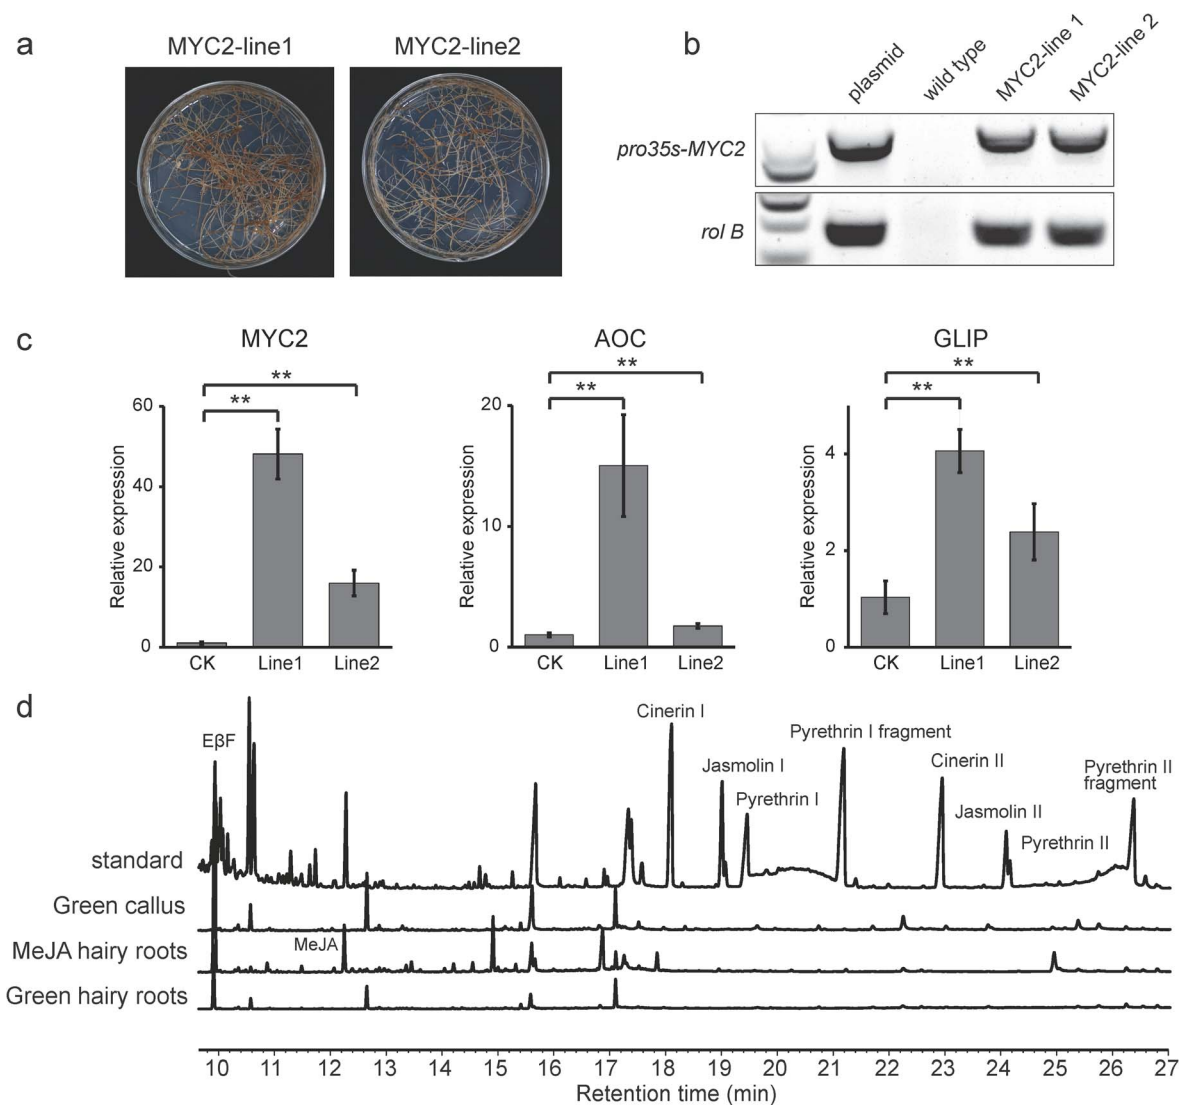 a
MYC2-line1
MYC2-line2
b
plasmid
wild type
MYC2-line 1
MYC2-line 2
pro35s-MYC2
rol B
c
MYC2
**
**
60
40
20
0
Relative expression
CK Line1 Line2
AOC
**
**
20
10
0
Relative expression
CK Line1 Line2
GLIP
**
**
4
2
0
Relative expression
CK Line1 Line2
d
EβF
Cinerin I
Jasmolin I
Pyrethrin I
Pyrethrin I fragment
Cinerin II
Jasmolin II
Pyrethrin II
Pyrethrin II
fragment
standard
Green callus
MeJA hairy roots
MeJA
Green hairy roots
10 11 12 13 14 15 16 17 18 19 20 21 22 23 24 25 26 27
Retention time (min)